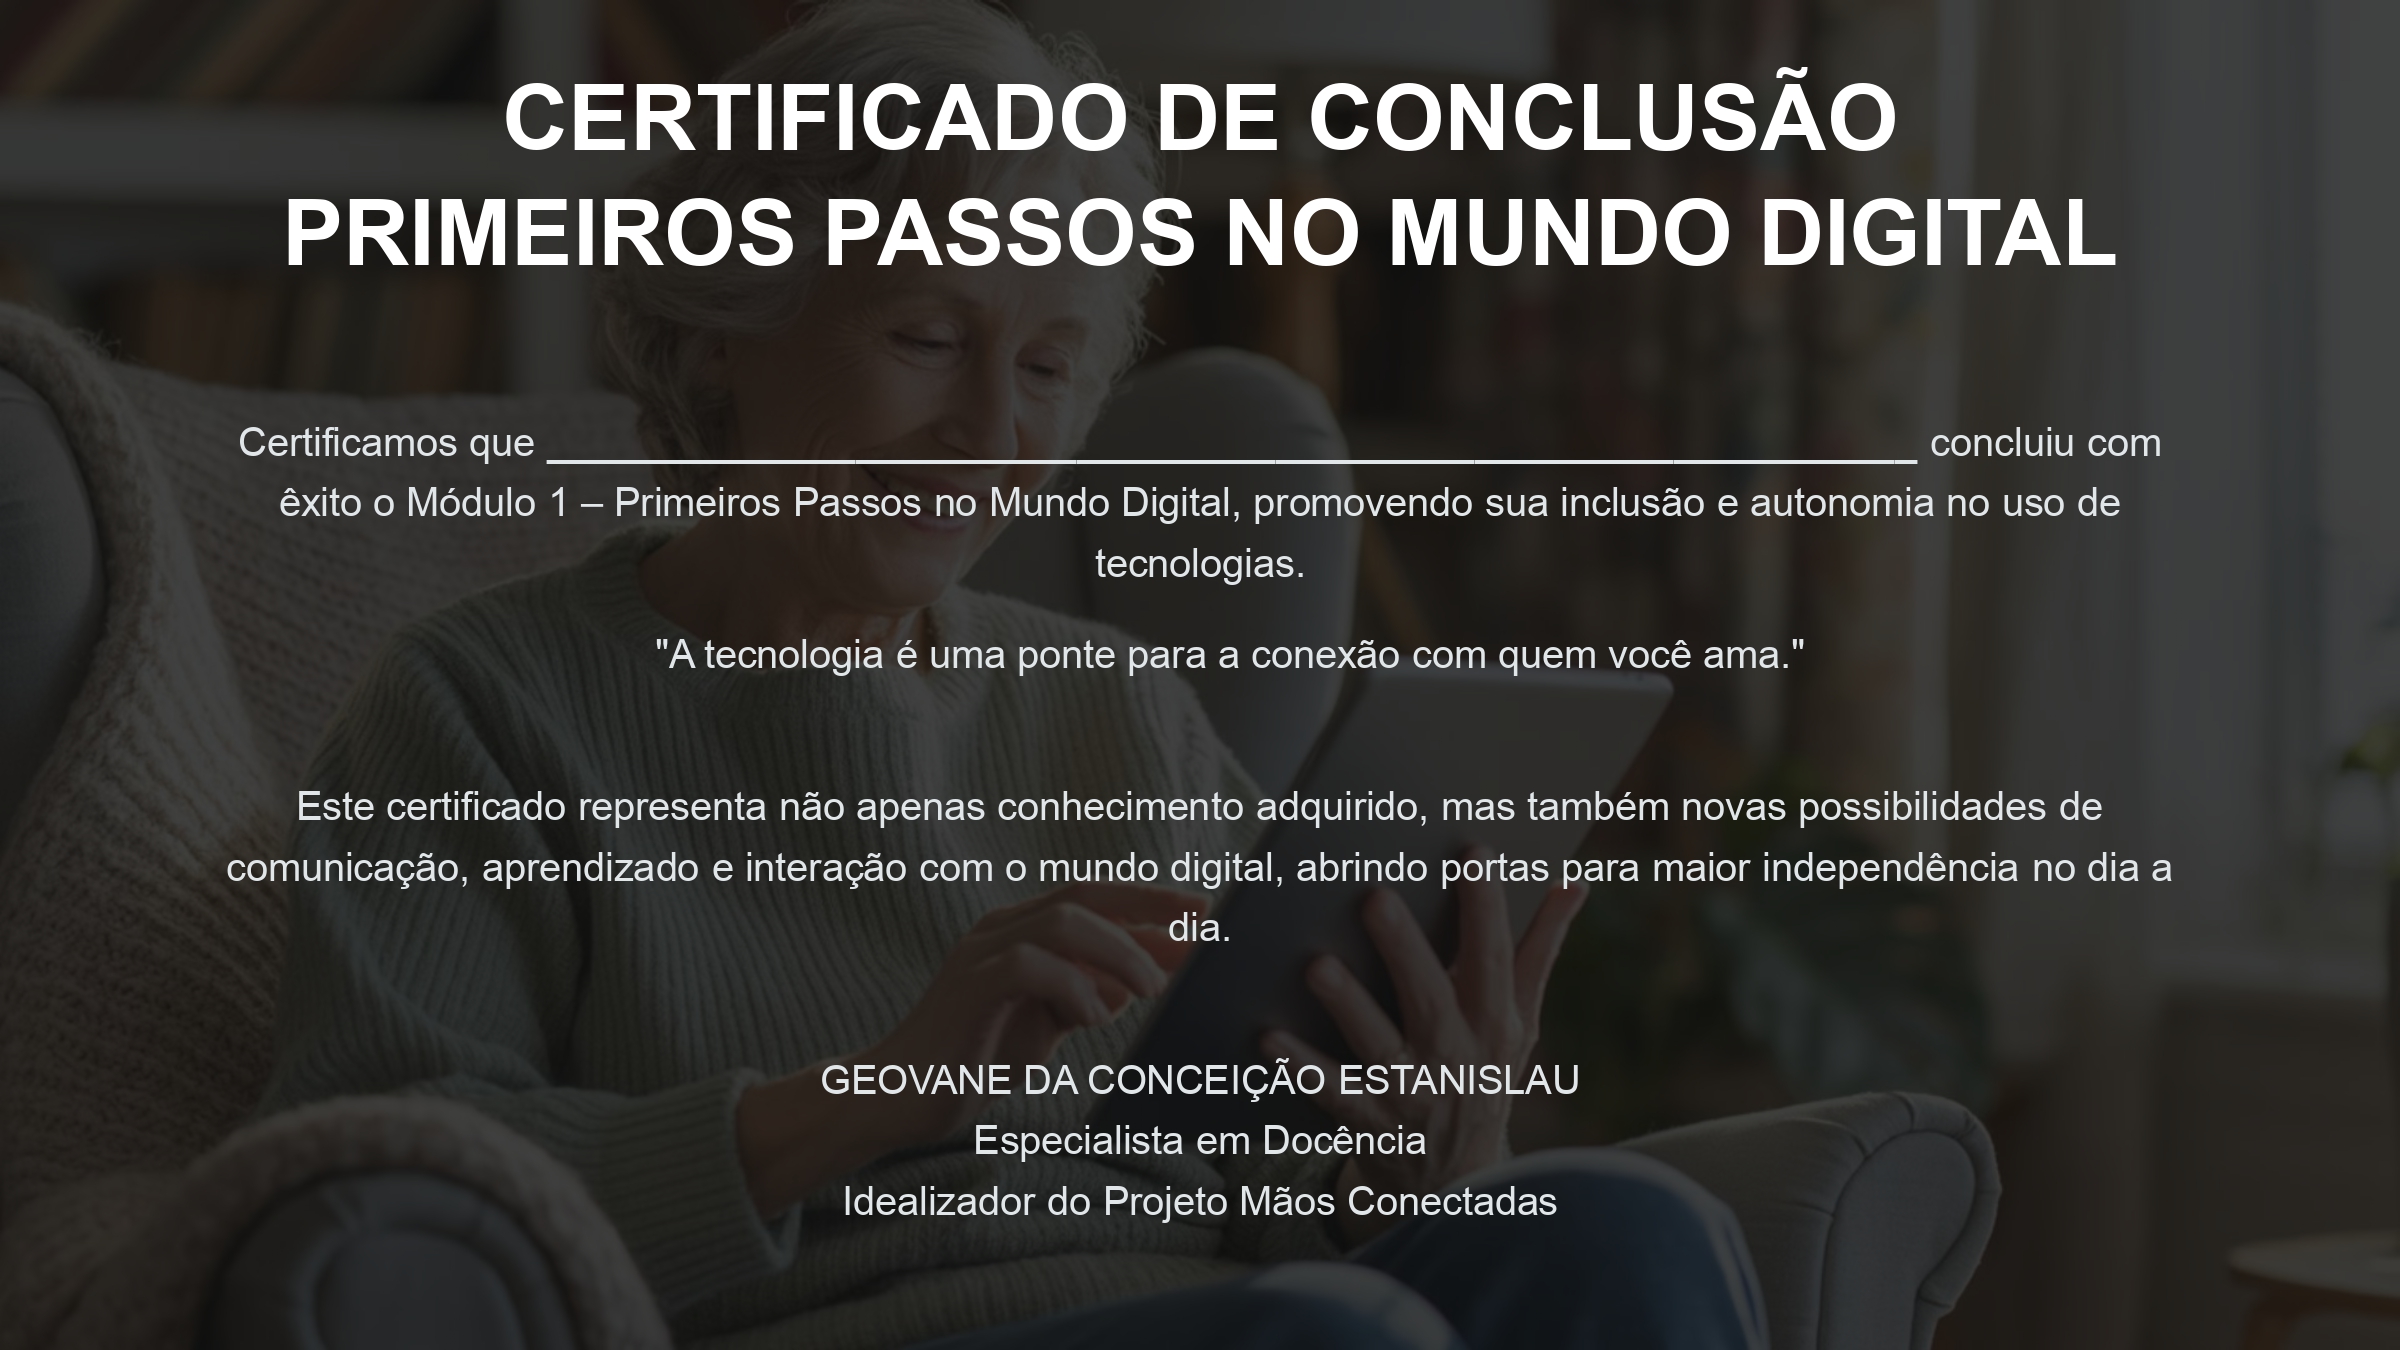 CERTIFICADO DE CONCLUSÃO
PRIMEIROS PASSOS NO MUNDO DIGITAL
Certificamos que ______________________________________________________________ concluiu com
êxito o Módulo 1 – Primeiros Passos no Mundo Digital, promovendo sua inclusão e autonomia no uso de
tecnologias.
"A tecnologia é uma ponte para a conexão com quem você ama."
Este certificado representa não apenas conhecimento adquirido, mas também novas possibilidades de
comunicação, aprendizado e interação com o mundo digital, abrindo portas para maior independência no dia a
dia.
GEOVANE DA CONCEIÇÃO ESTANISLAU
Especialista em Docência
Idealizador do Projeto Mãos Conectadas